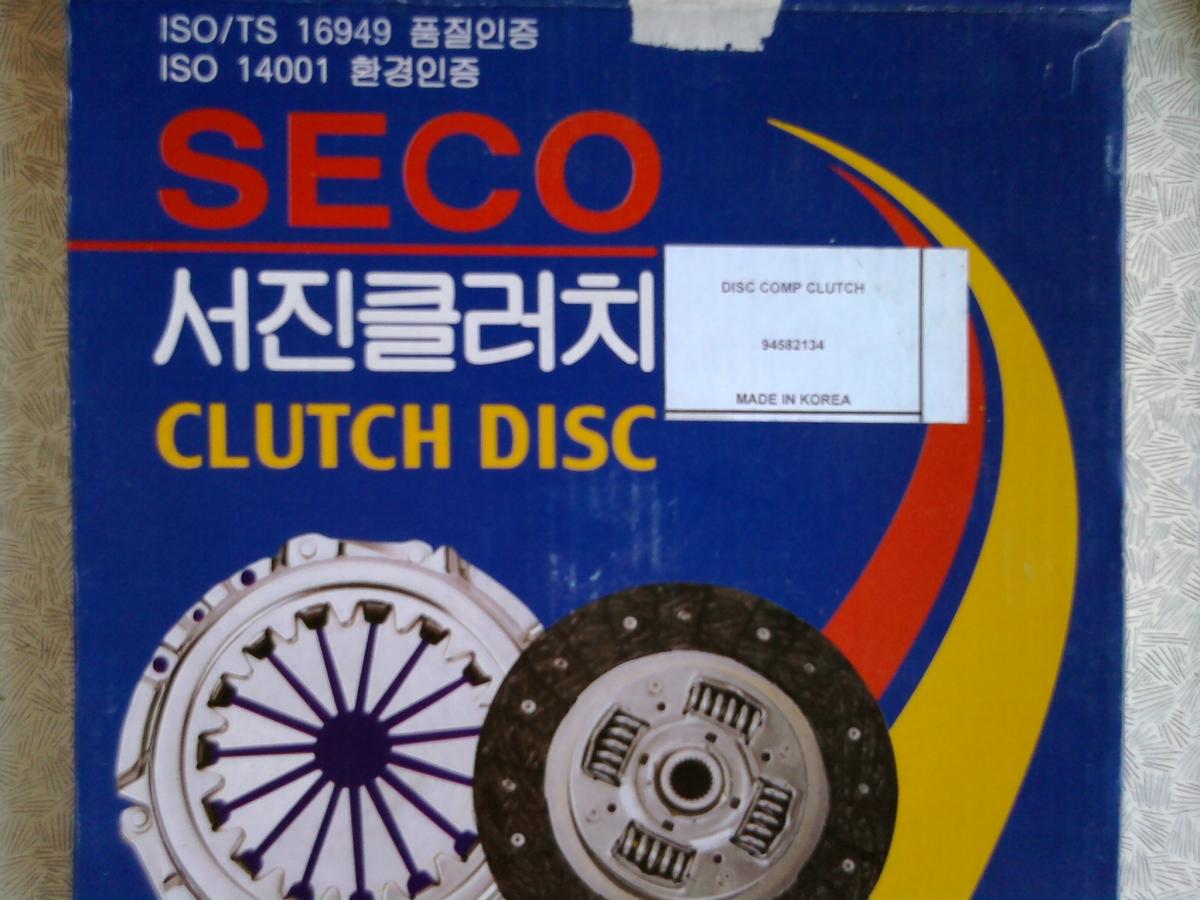 ISO/TS 16949 품질인증
ISO 14001 환경인증
SECO
서진클러치
CLUTCH DISC
DISC COMP CLUTCH
94582134
MADE IN KOREA